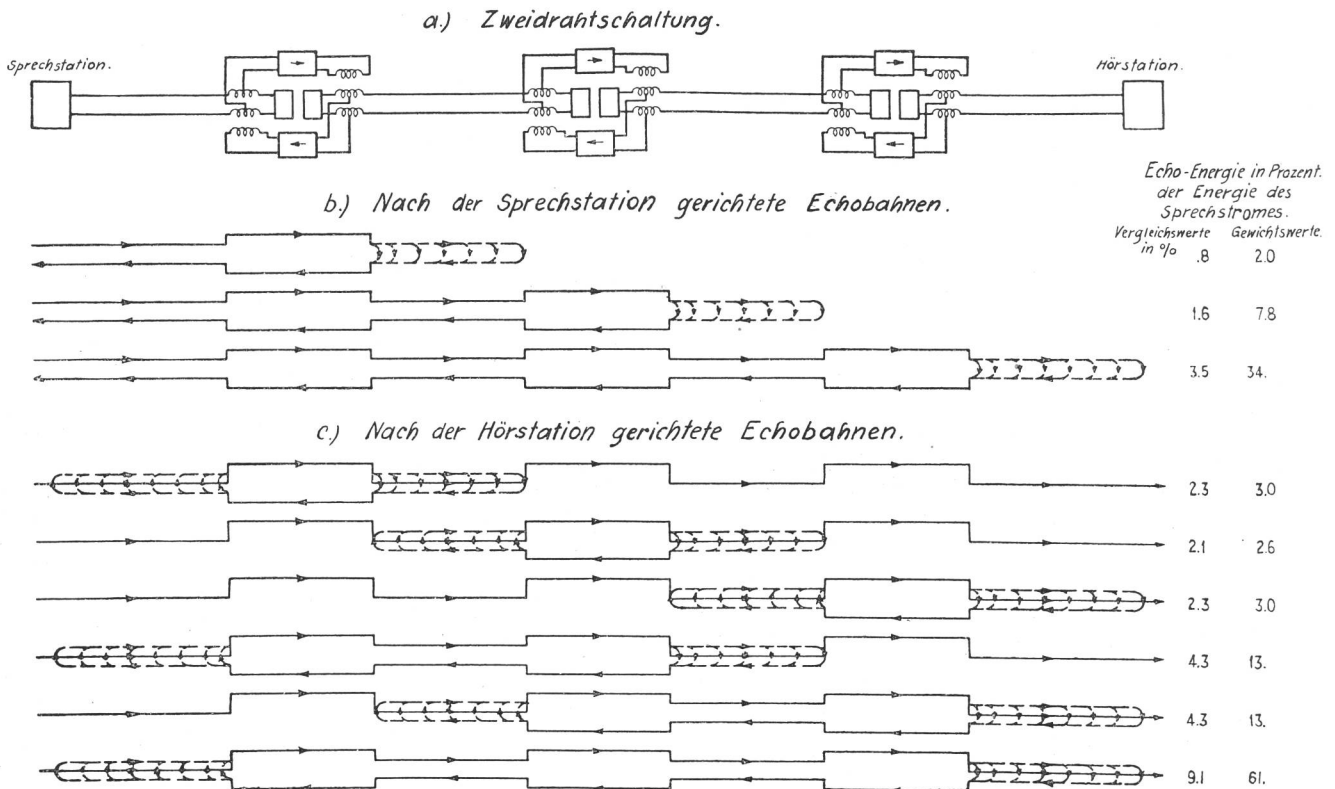 a.) Zweidrahtschaltung.
Sprechstation.
Hörstation.
Echo-Energie in Prozent.
der Energie des
Sprechstromes.
b.) Nach der Sprechstation gerichtete Echobahnen.
Vergleichswerte Gewichtswerte.
in %
.8 2.0
1.6 7.8
3.5 34.
c.) Nach der Hörstation gerichtete Echobahnen.
2.3 3.0
2.1 2.6
2.3 3.0
4.3 13.
4.3 13.
9.1 61.